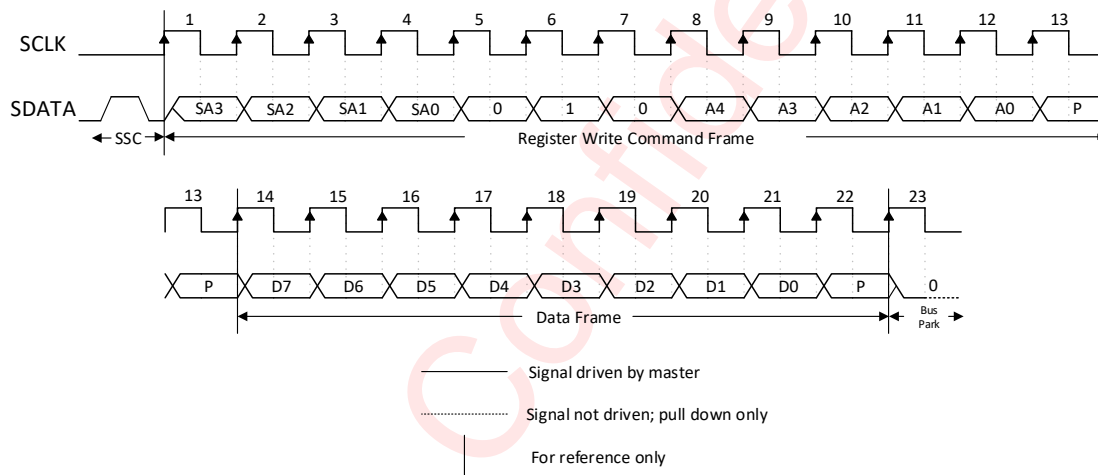 1 2 3 4 5 6 7 8 9 10 11 12 13
SCLK
SDATA SA3 SA2 SA1 SA0 0 1 0 A4 A3 A2 A1 A0 P
SSC Register Write Command Frame
13 14 15 16 17 18 19 20 21 22 23
P D7 D6 D5 D4 D3 D2 D1 D0 P 0
Data Frame Bus
Park
Signal driven by master
Signal not driven; pull down only
For reference only
Confide